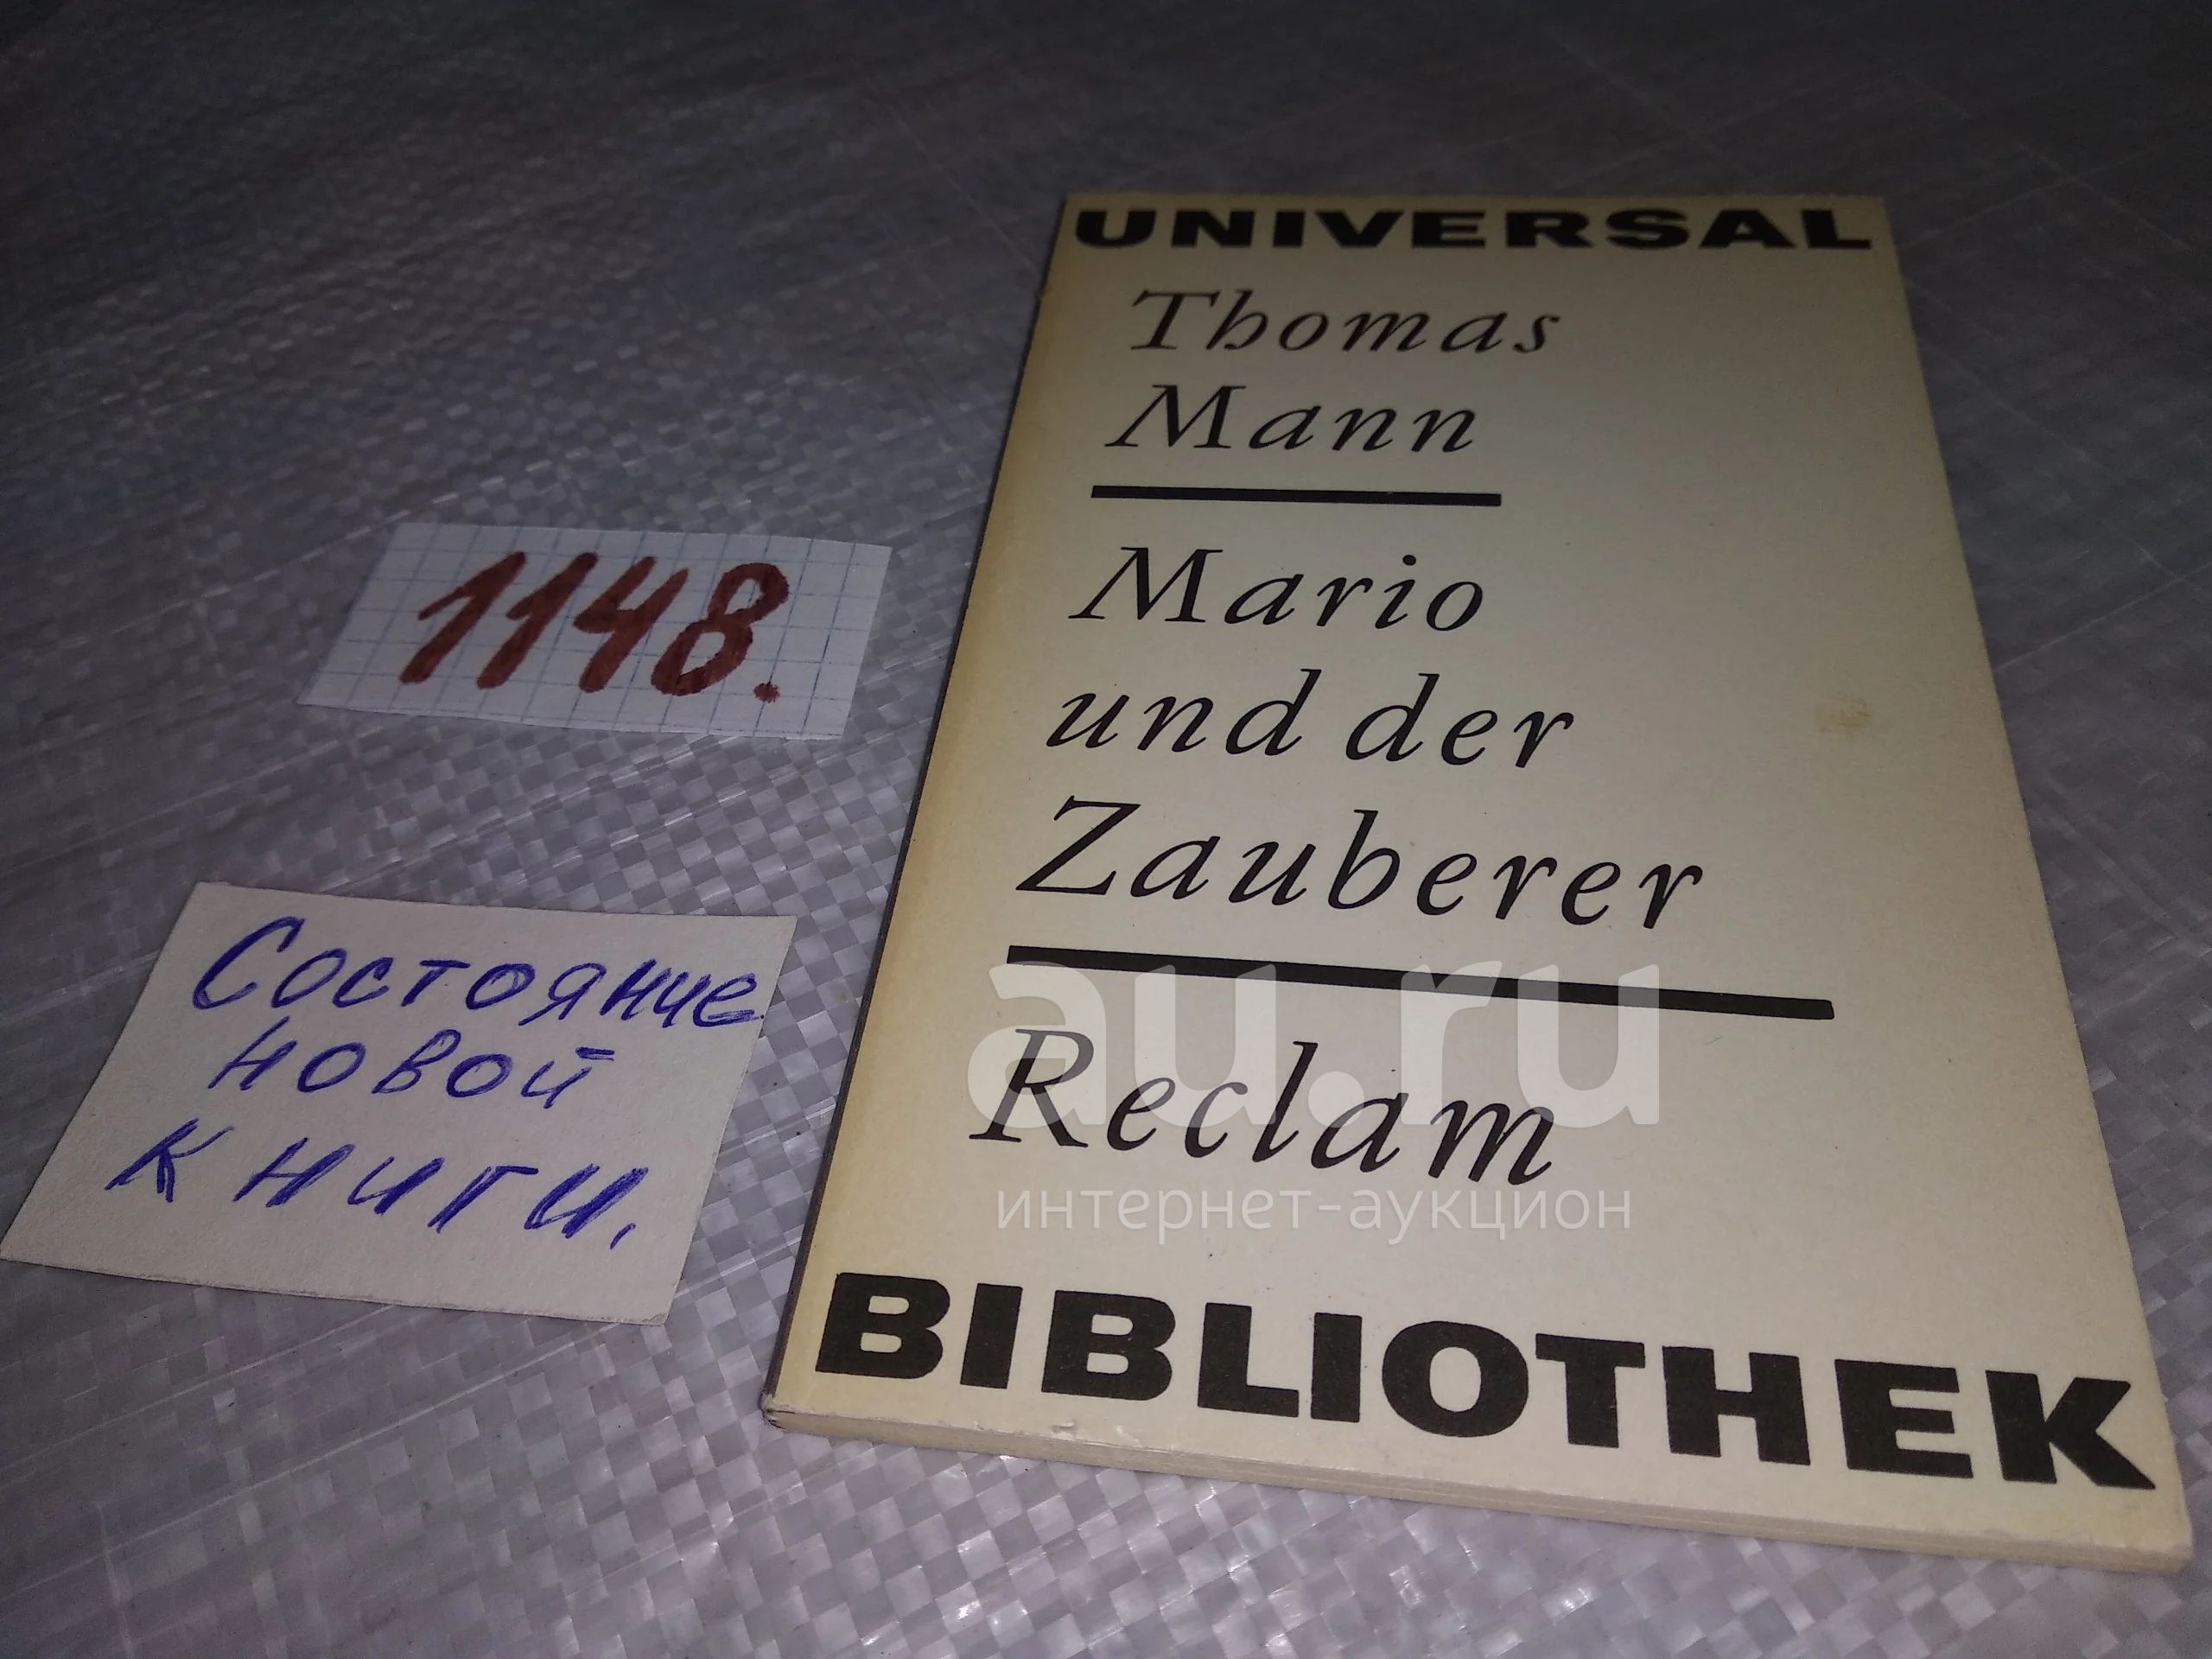 UNIVERSAL
Thomas
Mann
Mario
und der
Zauberer
Reclam
BIBLIOTHEK
1148.
Состояние
новой
книги.
au.ru
интернет-аукцион